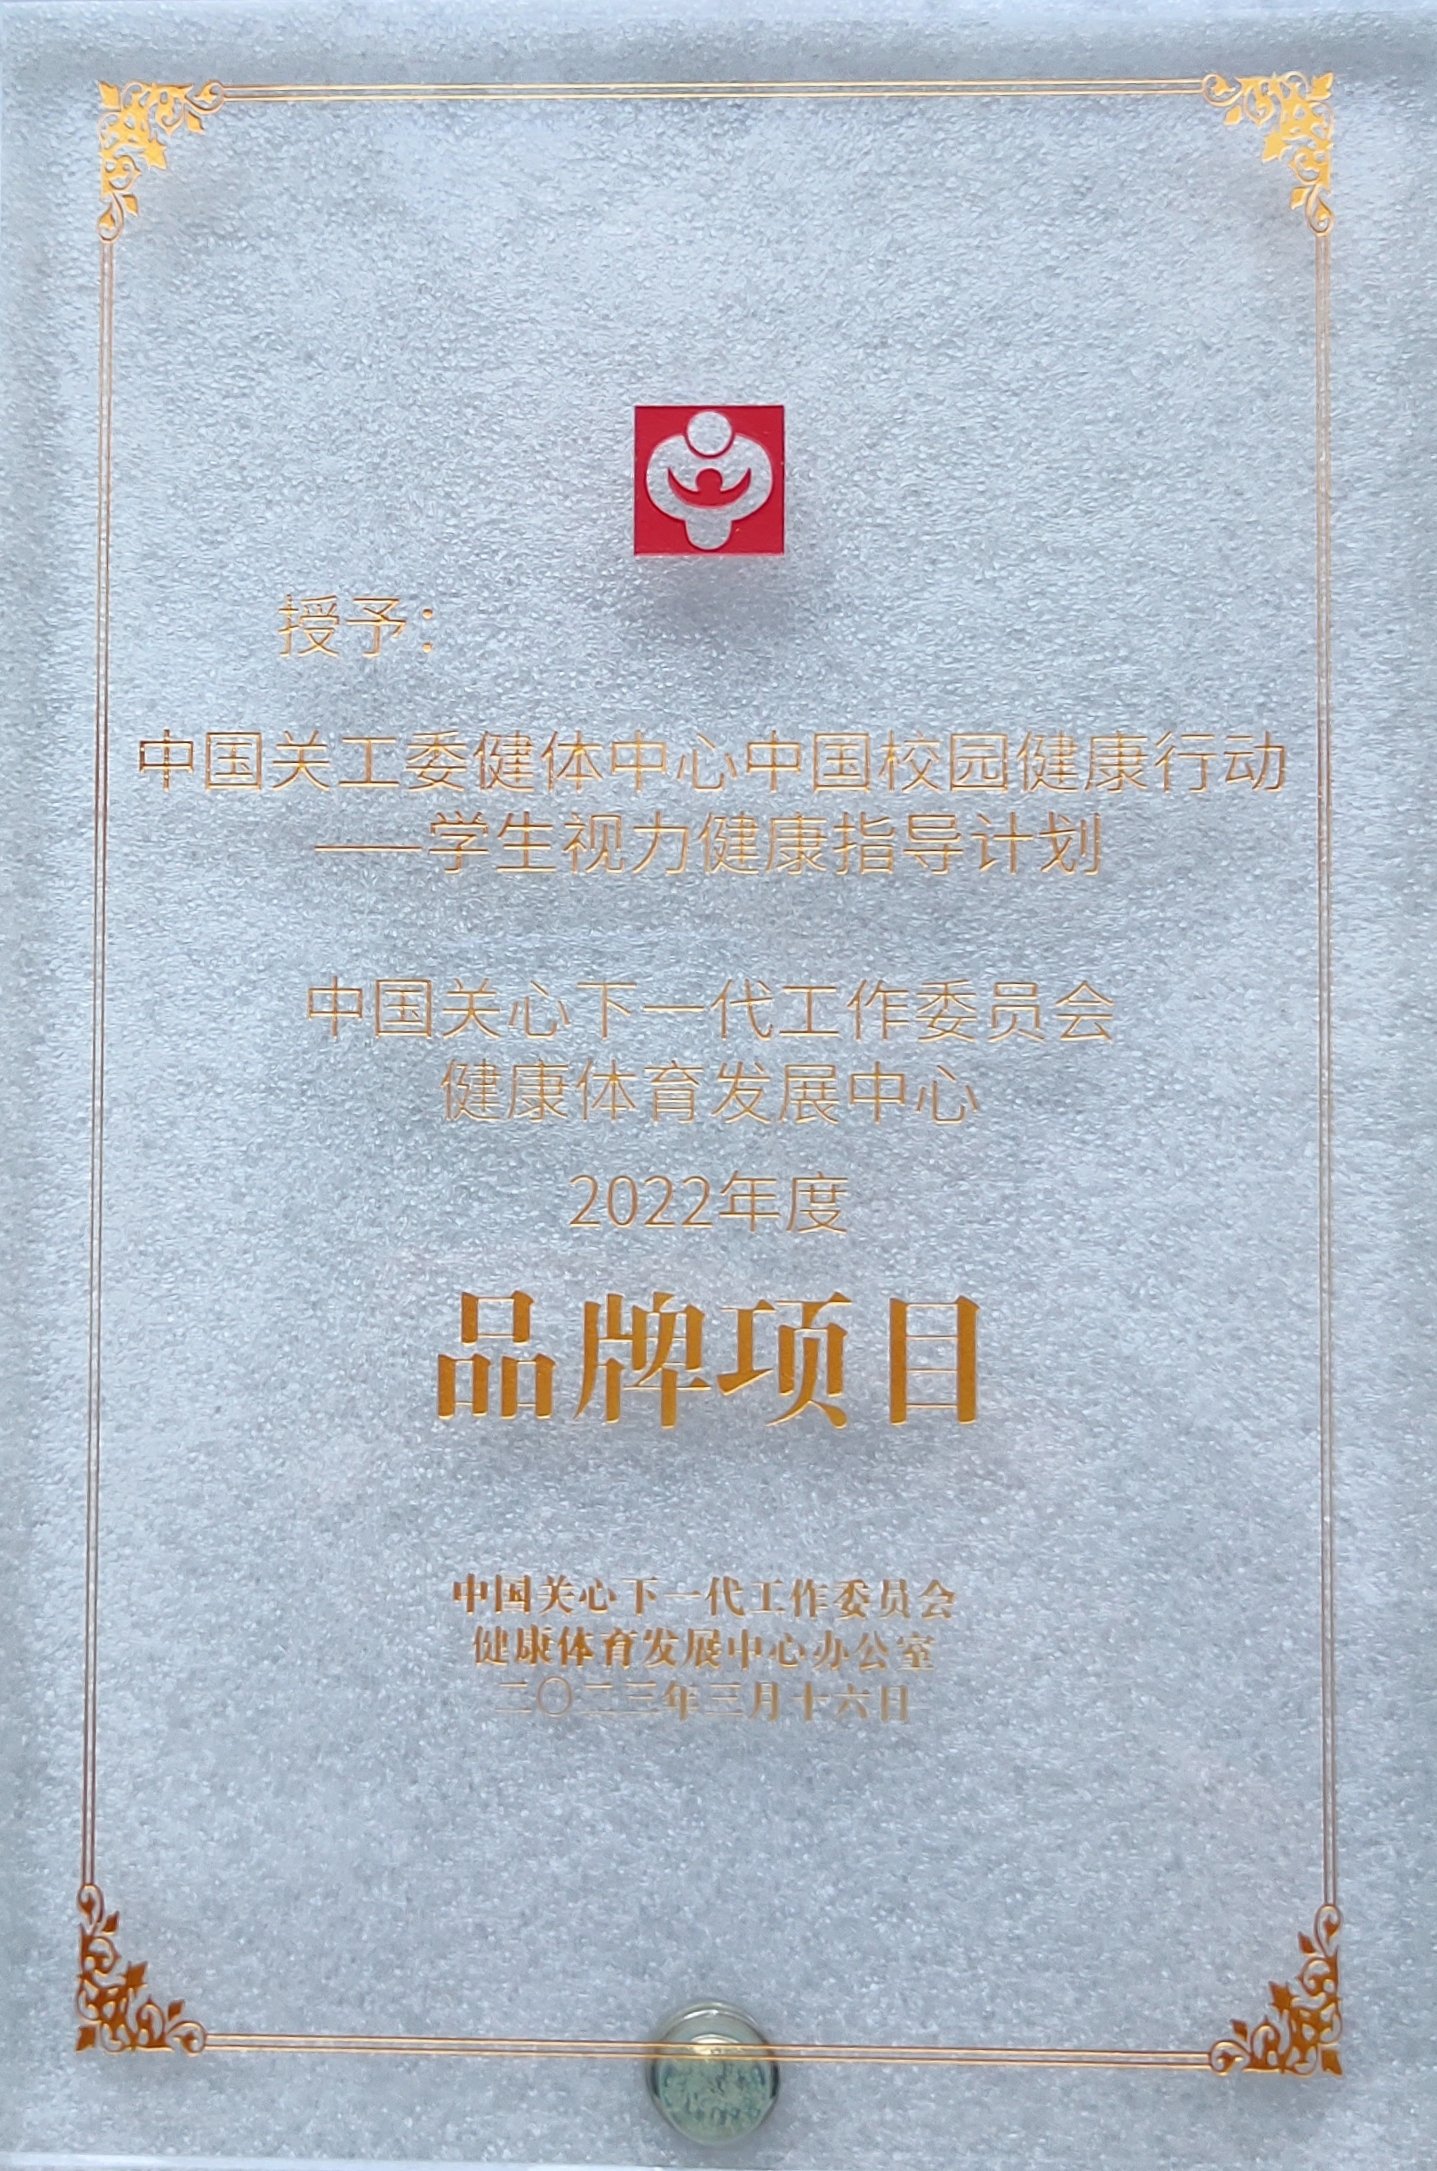 授予：
中国关工委健体中心中国校园健康行动
——学生视力健康指导计划
中国关心下一代工作委员会
健康体育发展中心
2022年度
品牌项目
中国关心下一代工作委员会
健康体育发展中心办公室
二〇二三年三月十六日